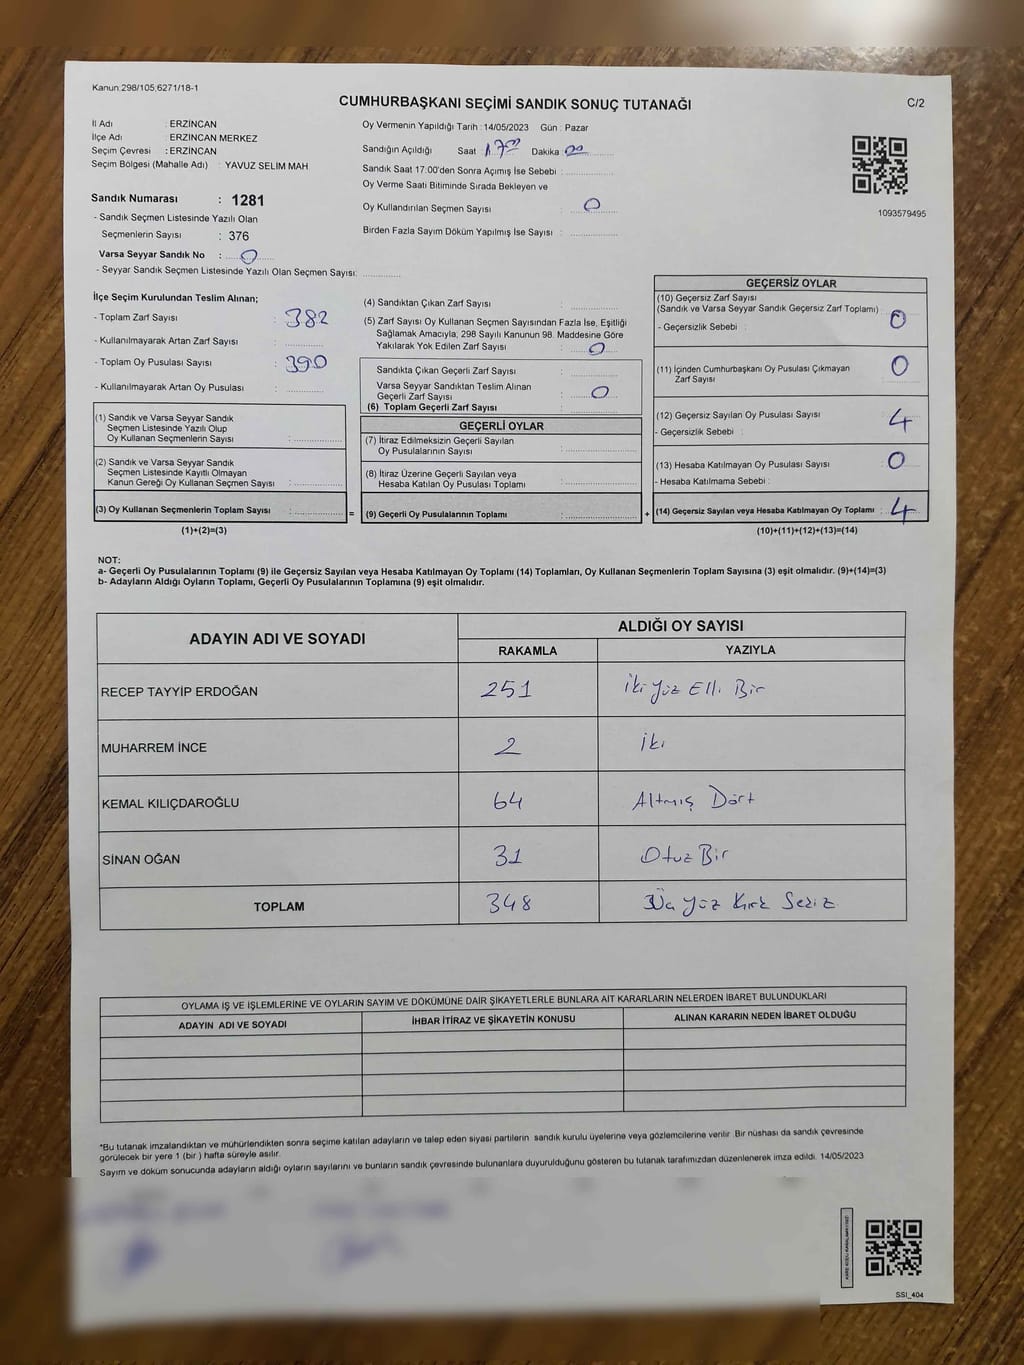 Kanun:298/105,6271/18-1
CUMHURBAŞKANI SEÇİMİ SANDIK SONUÇ TUTANAĞI
C/2
İl Adı : ERZİNCAN
İlçe Adı : ERZİNCAN MERKEZ
Seçim Çevresi : ERZİNCAN
Seçim Bölgesi (Mahalle Adı) : YAVUZ SELİM MAH
Sandık Numarası : 1281
- Sandık Seçmen Listesinde Yazılı Olan
Seçmenlerin Sayısı : 376
Varsa Seyyar Sandık No : 0
- Seyyar Sandık Seçmen Listesinde Yazılı Olan Seçmen Sayısı:
Oy Vermenin Yapıldığı Tarih : 14/05/2023 Gün : Pazar
Sandığın Açıldığı Saat 17:00 Dakika 00
Sandık Saat 17:00'den Sonra Açımış İse Sebebi :
Oy Verme Saati Bitiminde Sırada Bekleyen ve
Oy Kullandırılan Seçmen Sayısı : 0
Birden Fazla Sayım Döküm Yapılmış İse Sayısı :
1093579495
İlçe Seçim Kurulundan Teslim Alınan;
- Toplam Zarf Sayısı : 382
- Kullanılmayarak Artan Zarf Sayısı :
- Toplam Oy Pusulası Sayısı : 390
- Kullanılmayarak Artan Oy Pusulası :
(1) Sandık ve Varsa Seyyar Sandık
Seçmen Listesinde Yazılı Olup
Oy Kullanan Seçmenlerin Sayısı :
(2) Sandık ve Varsa Seyyar Sandık
Seçmen Listesinde Kayıtlı Olmayan
Kanun Gereği Oy Kullanan Seçmen Sayısı :
(3) Oy Kullanan Seçmenlerin Toplam Sayısı :
(1)+(2)=(3)
(4) Sandıktan Çıkan Zarf Sayısı :
(5) Zarf Sayısı Oy Kullanan Seçmen Sayısından Fazla İse, Eşitliği
Sağlamak Amacıyla; 298 Sayılı Kanunun 98. Maddesine Göre
Yakılarak Yok Edilen Zarf Sayısı : 0
Sandıkta Çıkan Geçerli Zarf Sayısı :
Varsa Seyyar Sandıktan Teslim Alınan
Geçerli Zarf Sayısı : 0
(6) Toplam Geçerli Zarf Sayısı :
GEÇERLİ OYLAR
(7) İtiraz Edilmeksizin Geçerli Sayılan
Oy Pusulalarının Sayısı :
(8) İtiraz Üzerine Geçerli Sayılan veya
Hesaba Katılan Oy Pusulası Toplamı :
= (9) Geçerli Oy Pusulalarının Toplamı :
GEÇERSİZ OYLAR
(10) Geçersiz Zarf Sayısı
(Sandık ve Varsa Seyyar Sandık Geçersiz Zarf Toplamı) : 0
- Geçersizlik Sebebi :
(11) İçinden Cumhurbaşkanı Oy Pusulası Çıkmayan
Zarf Sayısı : 0
(12) Geçersiz Sayılan Oy Pusulası Sayısı : 4
- Geçersizlik Sebebi :
(13) Hesaba Katılmayan Oy Pusulası Sayısı : 0
- Hesaba Katılmama Sebebi :
+ (14) Geçersiz Sayılan veya Hesaba Katılmayan Oy Toplamı : 4
(10)+(11)+(12)+(13)=(14)
NOT:
a- Geçerli Oy Pusulalarının Toplamı (9) ile Geçersiz Sayılan veya Hesaba Katılmayan Oy Toplamı (14) Toplamları, Oy Kullanan Seçmenlerin Toplam Sayısına (3) eşit olmalıdır. (9)+(14)=(3)
b- Adayların Aldığı Oyların Toplamı, Geçerli Oy Pusulalarının Toplamına (9) eşit olmalıdır.
ADAYIN ADI VE SOYADI
ALDIĞI OY SAYISI
RAKAMLA YAZIYLA
RECEP TAYYİP ERDOĞAN 251 İki Yüz Elli Bir
MUHARREM İNCE 2 İki
KEMAL KILIÇDAROĞLU 64 Altmış Dört
SİNAN OĞAN 31 Otuz Bir
TOPLAM 348 Üç Yüz Kırk Sekiz
OYLAMA İŞ VE İŞLEMLERİNE VE OYLARIN SAYIM VE DÖKÜMÜNE DAİR ŞİKAYETLERLE BUNLARA AİT KARARLARIN NELERDEN İBARET BULUNDUKLARI
ADAYIN ADI VE SOYADI İHBAR İTİRAZ VE ŞİKAYETİN KONUSU ALINAN KARARIN NEDEN İBARET OLDUĞU
*Bu tutanak imzalandıktan ve mühürlendikten sonra seçime katılan adayların ve talep eden siyasi partilerin sandık kurulu üyelerine veya gözlemcilerine verilir. Bir nüshası da sandık çevresinde
görülecek bir yere 1 (bir ) hafta süreyle asılır.
Sayım ve döküm sonucunda adayların aldığı oyların sayılarını ve bunların sandık çevresinde bulunanlara duyurulduğunu gösteren bu tutanak tarafımızdan düzenlenerek imza edildi. 14/05/2023
SSI_404